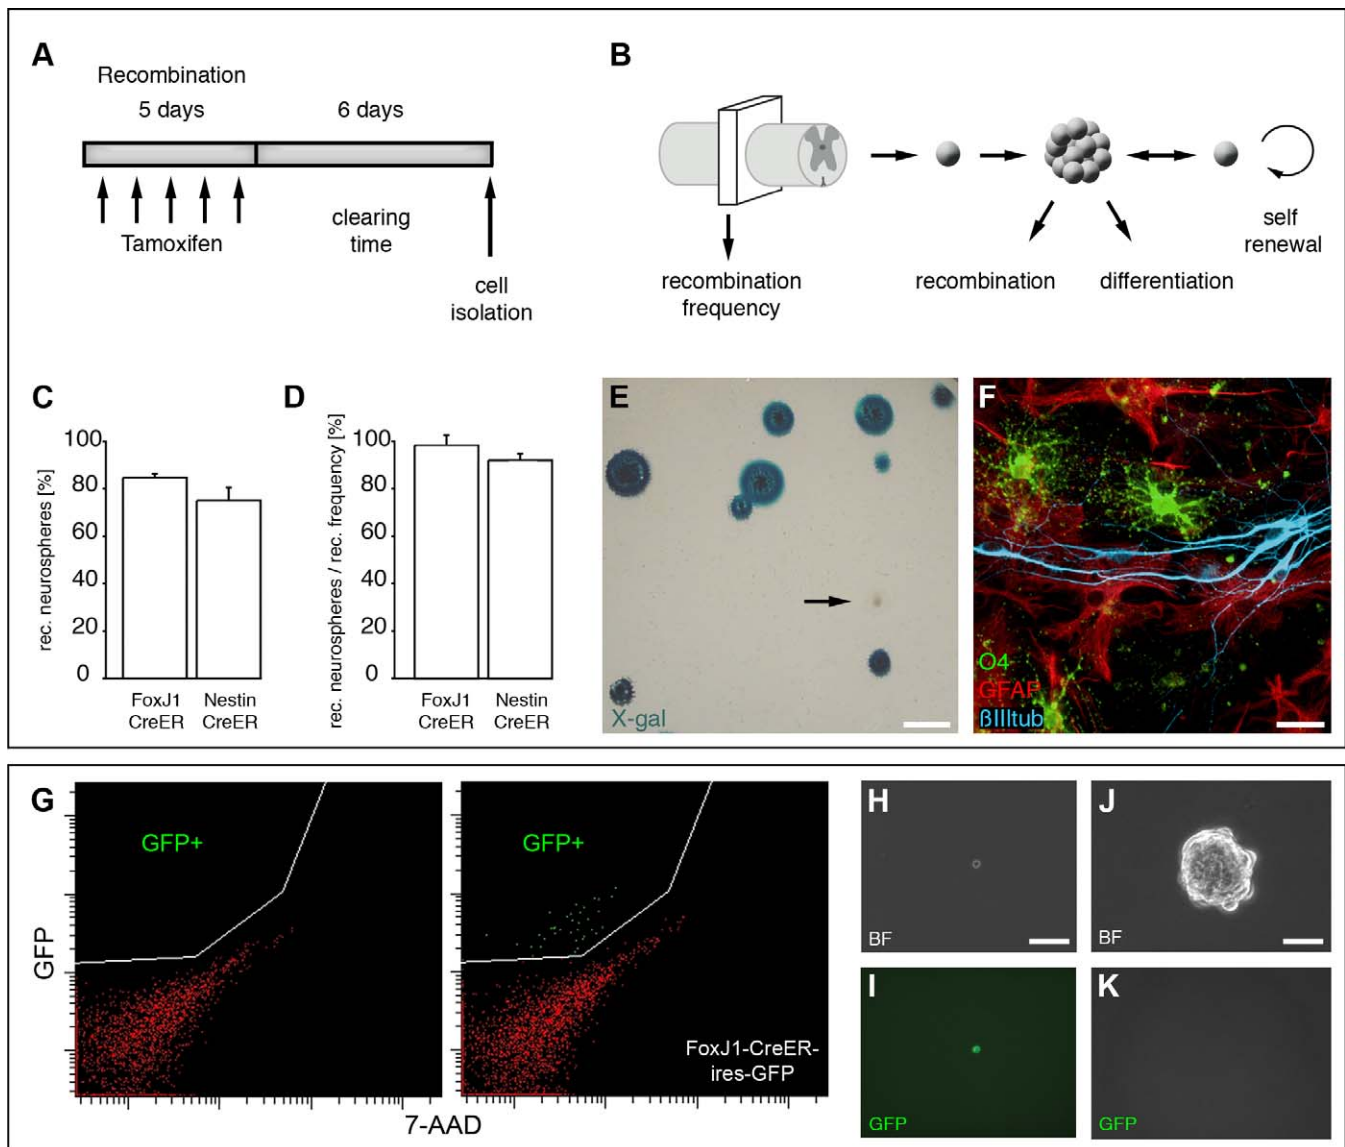 A
Recombination
5 days
6 days
Tamoxifen
clearing
time
cell
isolation
B
recombination
frequency
recombination
differentiation
self
renewal
C
rec. neurospheres [%]
100
80
60
40
20
0
FoxJ1
CreER
Nestin
CreER
D
rec. neurospheres / rec. frequency [%]
100
80
60
40
20
0
FoxJ1
CreER
Nestin
CreER
E
X-gal
F
O4
GFAP
ßIIItub
G
GFP
GFP+
GFP+
FoxJ1-CreER-
ires-GFP
7-AAD
H
BF
J
BF
I
GFP
K
GFP